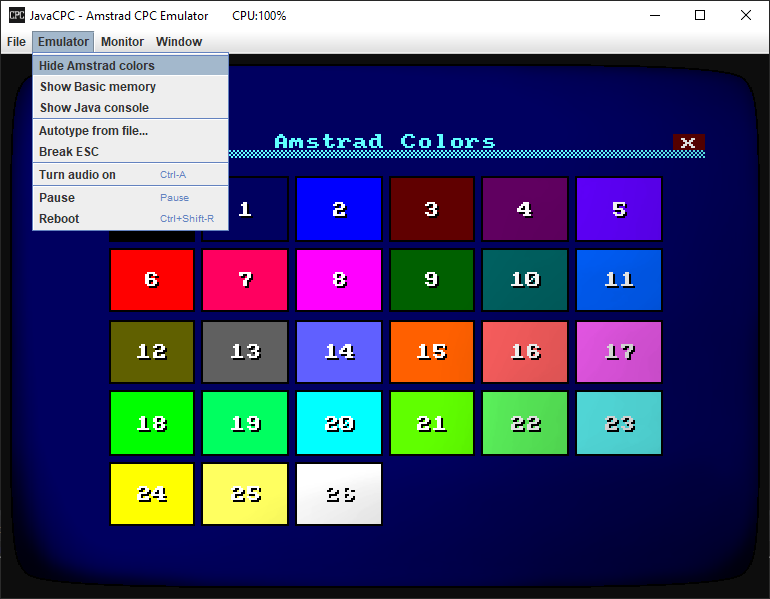 CPC JavaCPC - Amstrad CPC Emulator CPU:100%
File Emulator Monitor Window
Hide Amstrad colors
Show Basic memory
Show Java console
Autotype from file...
Break ESC
Turn audio on Ctrl-A
Pause Pause
Reboot Ctrl+Shift-R
Amstrad Colors x
1 2 3 4 5
6 7 8 9 10 11
12 13 14 15 16 17
18 19 20 21 22 23
24 25 26